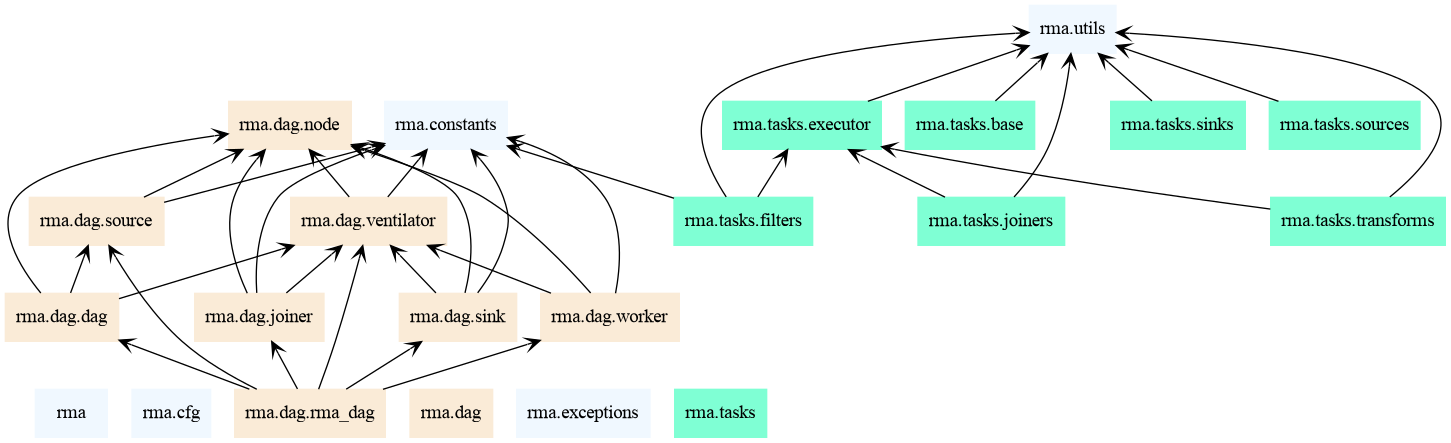 rma.utils
rma.dag.node
rma.constants
rma.tasks.executor
rma.tasks.base
rma.tasks.sinks
rma.tasks.sources
rma.dag.source
rma.dag.ventilator
rma.tasks.filters
rma.tasks.joiners
rma.tasks.transforms
rma.dag.dag
rma.dag.joiner
rma.dag.sink
rma.dag.worker
rma
rma.cfg
rma.dag.rma_dag
rma.dag
rma.exceptions
rma.tasks